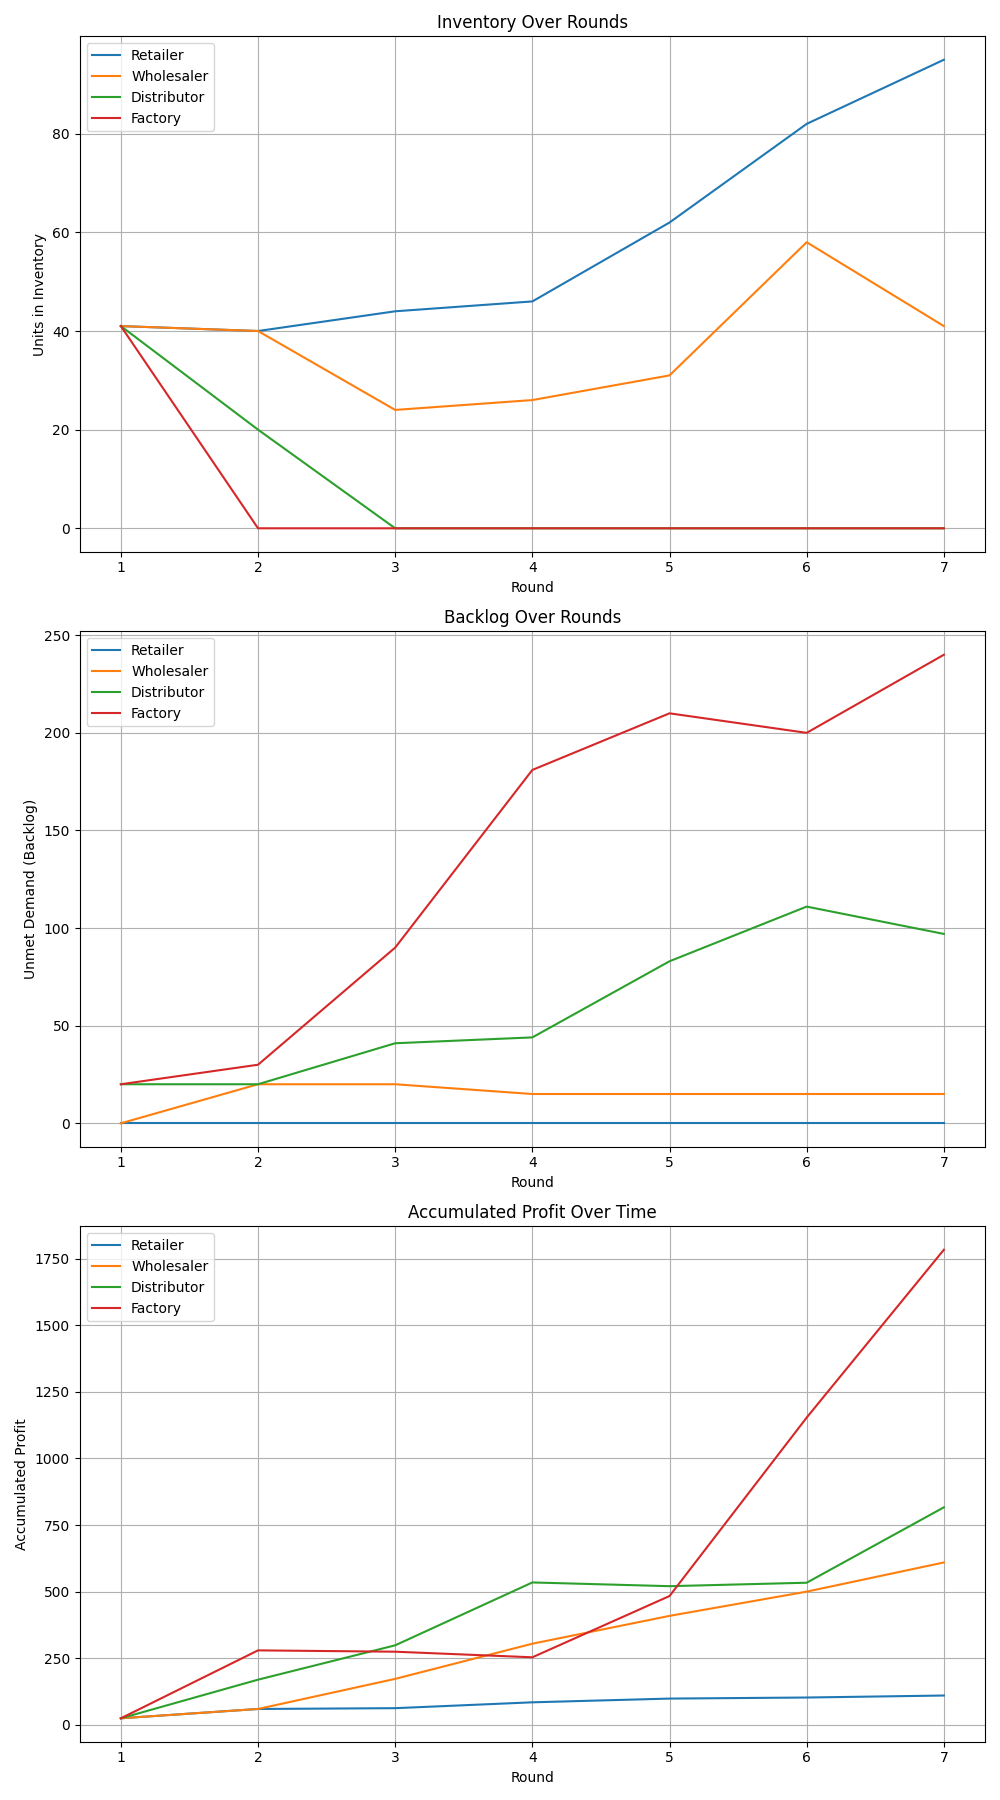 Inventory Over Rounds
Retailer
Wholesaler
Distributor
Factory
80
60
40
20
0
Units in Inventory
1 2 3 4 5 6 7
Round
Backlog Over Rounds
Retailer
Wholesaler
Distributor
Factory
250
200
150
100
50
0
Unmet Demand (Backlog)
1 2 3 4 5 6 7
Round
Accumulated Profit Over Time
Retailer
Wholesaler
Distributor
Factory
1750
1500
1250
1000
750
500
250
0
Accumulated Profit
1 2 3 4 5 6 7
Round